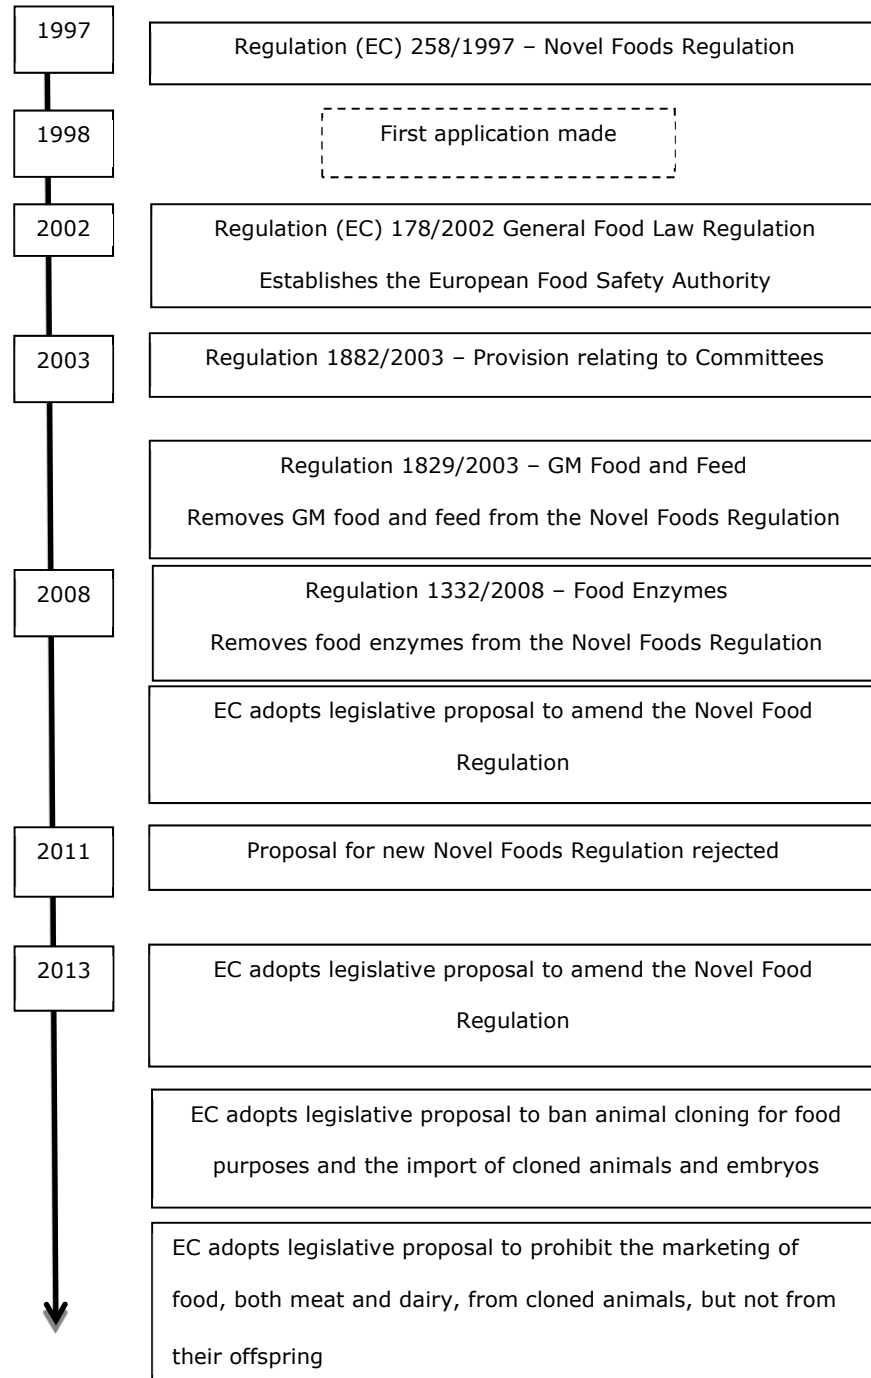 1997
Regulation (EC) 258/1997 – Novel Foods Regulation
1998
First application made
2002
Regulation (EC) 178/2002 General Food Law Regulation
Establishes the European Food Safety Authority
2003
Regulation 1882/2003 – Provision relating to Committees
Regulation 1829/2003 – GM Food and Feed
Removes GM food and feed from the Novel Foods Regulation
2008
Regulation 1332/2008 – Food Enzymes
Removes food enzymes from the Novel Foods Regulation
EC adopts legislative proposal to amend the Novel Food
Regulation
2011
Proposal for new Novel Foods Regulation rejected
2013
EC adopts legislative proposal to amend the Novel Food
Regulation
EC adopts legislative proposal to ban animal cloning for food
purposes and the import of cloned animals and embryos
EC adopts legislative proposal to prohibit the marketing of
food, both meat and dairy, from cloned animals, but not from
their offspring